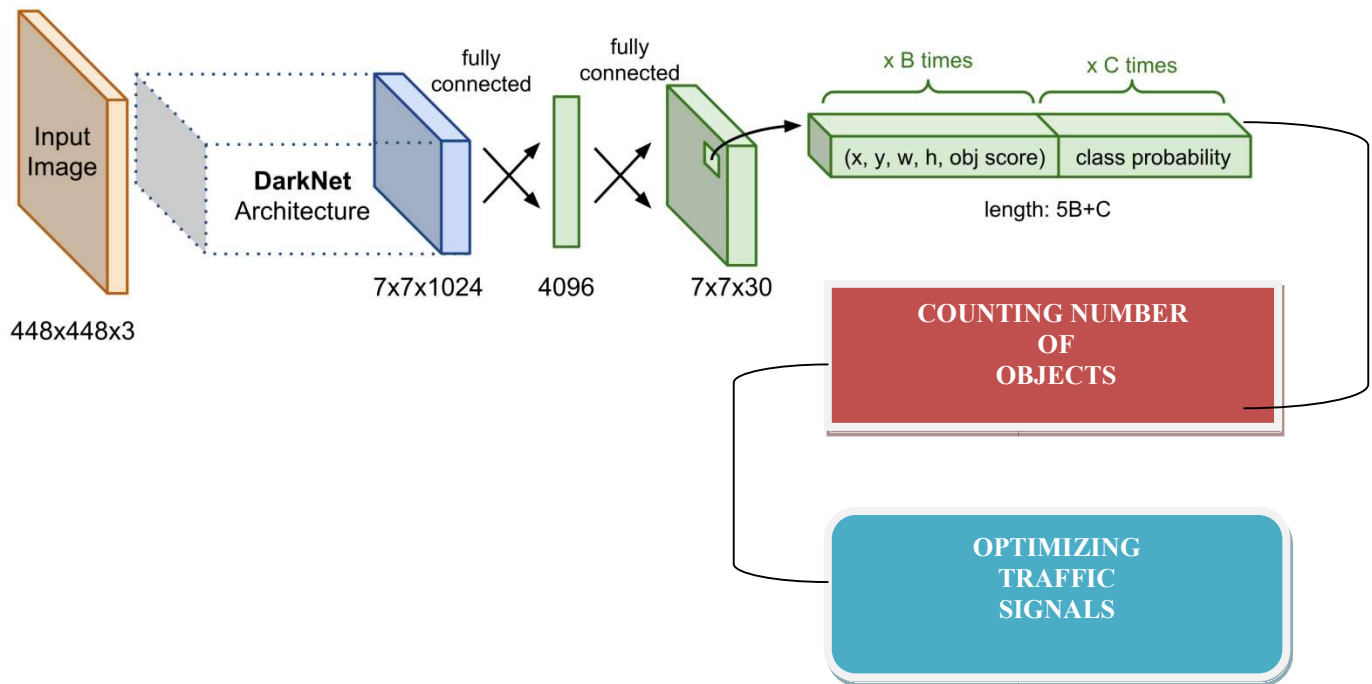 Input
Image
448x448x3
DarkNet
Architecture
7x7x1024
fully
connected
4096
fully
connected
7x7x30
x B times
x C times
(x, y, w, h, obj score)
class probability
length: 5B+C
COUNTING NUMBER
OF
OBJECTS
OPTIMIZING
TRAFFIC
SIGNALS